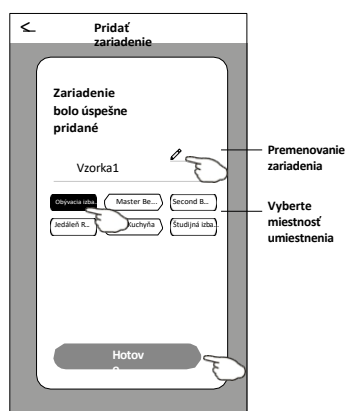 Pridať
zariadenie
Zariadenie
bolo úspešne
pridané
Vzorka1
Premenovanie
zariadenia
Obývacia izba.. Master Be...) Second B...
Vyberte
miestnosť
umiestnenia
Jedáleň R... Kuchyňa Študijná izba...
Hotov